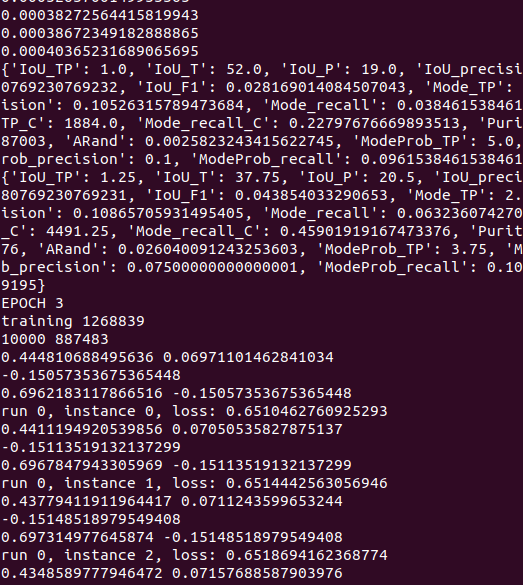 0.00038272564415819943
0.00038672349182888865
0.00040365231689065695
{'IoU_TP': 1.0, 'IoU_T': 52.0, 'IoU_P': 19.0, 'IoU_precisi
0769230769232, 'IoU_F1': 0.028169014084507043, 'Mode_TP':
ision': 0.10526315789473684, 'Mode_recall': 0.038461538461
TP_C': 1884.0, 'Mode_recall_C': 0.22797676669893513, 'Purit
87003, 'ARand': 0.0025823243415622745, 'ModeProb_TP': 5.0,
rob_precision': 0.1, 'ModeProb_recall': 0.0961538461538461
{'IoU_TP': 1.25, 'IoU_T': 37.75, 'IoU_P': 20.5, 'IoU_preci
80769230769231, 'IoU_F1': 0.043854033290653, 'Mode_TP': 2.
ision': 0.10865705931495405, 'Mode_recall': 0.063236074270
_C': 4491.25, 'Mode_recall_C': 0.45901919167473376, 'Purit
76, 'ARand': 0.026040091243253603, 'ModeProb_TP': 3.75, 'M
b_precision': 0.07500000000000001, 'ModeProb_recall': 0.10
9195}
EPOCH 3
training 1268839
10000 887483
0.444810688495636 0.06971101462841034
-0.15057353675365448
0.6962183117866516 -0.15057353675365448
run 0, instance 0, loss: 0.6510462760925293
0.4411194920539856 0.07050535827875137
-0.15113519132137299
0.6967847943305969 -0.15113519132137299
run 0, instance 1, loss: 0.6514442563056946
0.43779411911964417 0.0711243599653244
-0.15148518979549408
0.697314977645874 -0.15148518979549408
run 0, instance 2, loss: 0.6518694162368774
0.4348589777946472 0.07157688587903976